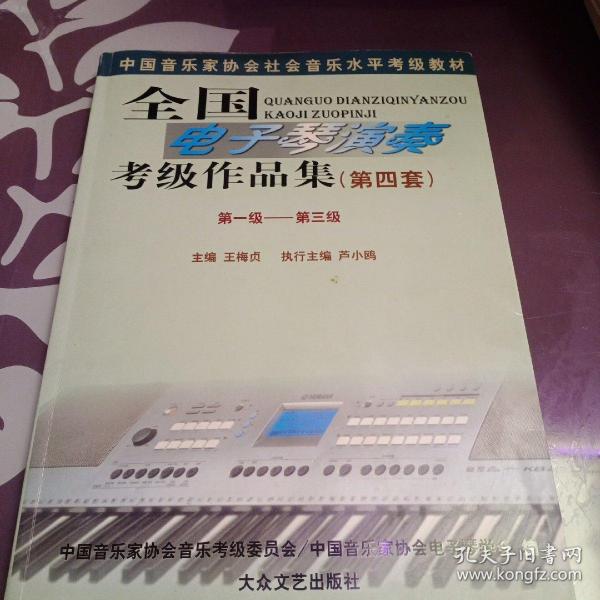 中国音乐家协会社会音乐水平考级教材
全国
QUANGUO DIANZIQINYANZOU
KAOJI ZUOPINJI
电子琴演奏
考级作品集(第四套)
第一级——第三级
主编 王梅贞 执行主编 芦小鸥
YAMAHA
中国音乐家协会音乐考级委员会/中国音乐家协会电子琴学会 编
大众文艺出版社
孔夫子旧书网
www.kongfz.com